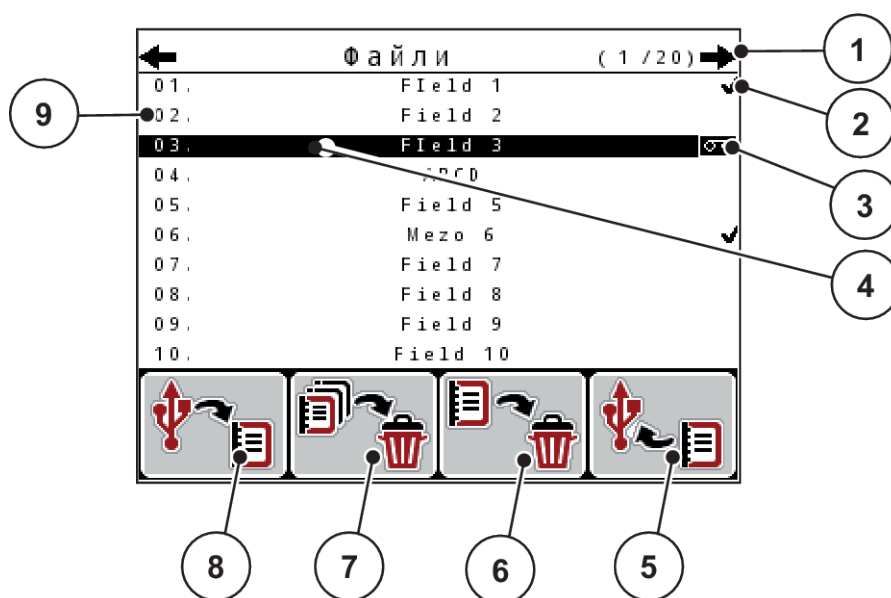 Файли (1/20)
01. FIeld 1
02. Field 2
03. FIeld 3
04. ABCD
05. Field 5
06. Mezo 6
07. Field 7
08. Field 8
09. Field 9
10. Field 10
1
2
3
4
5
6
7
8
9